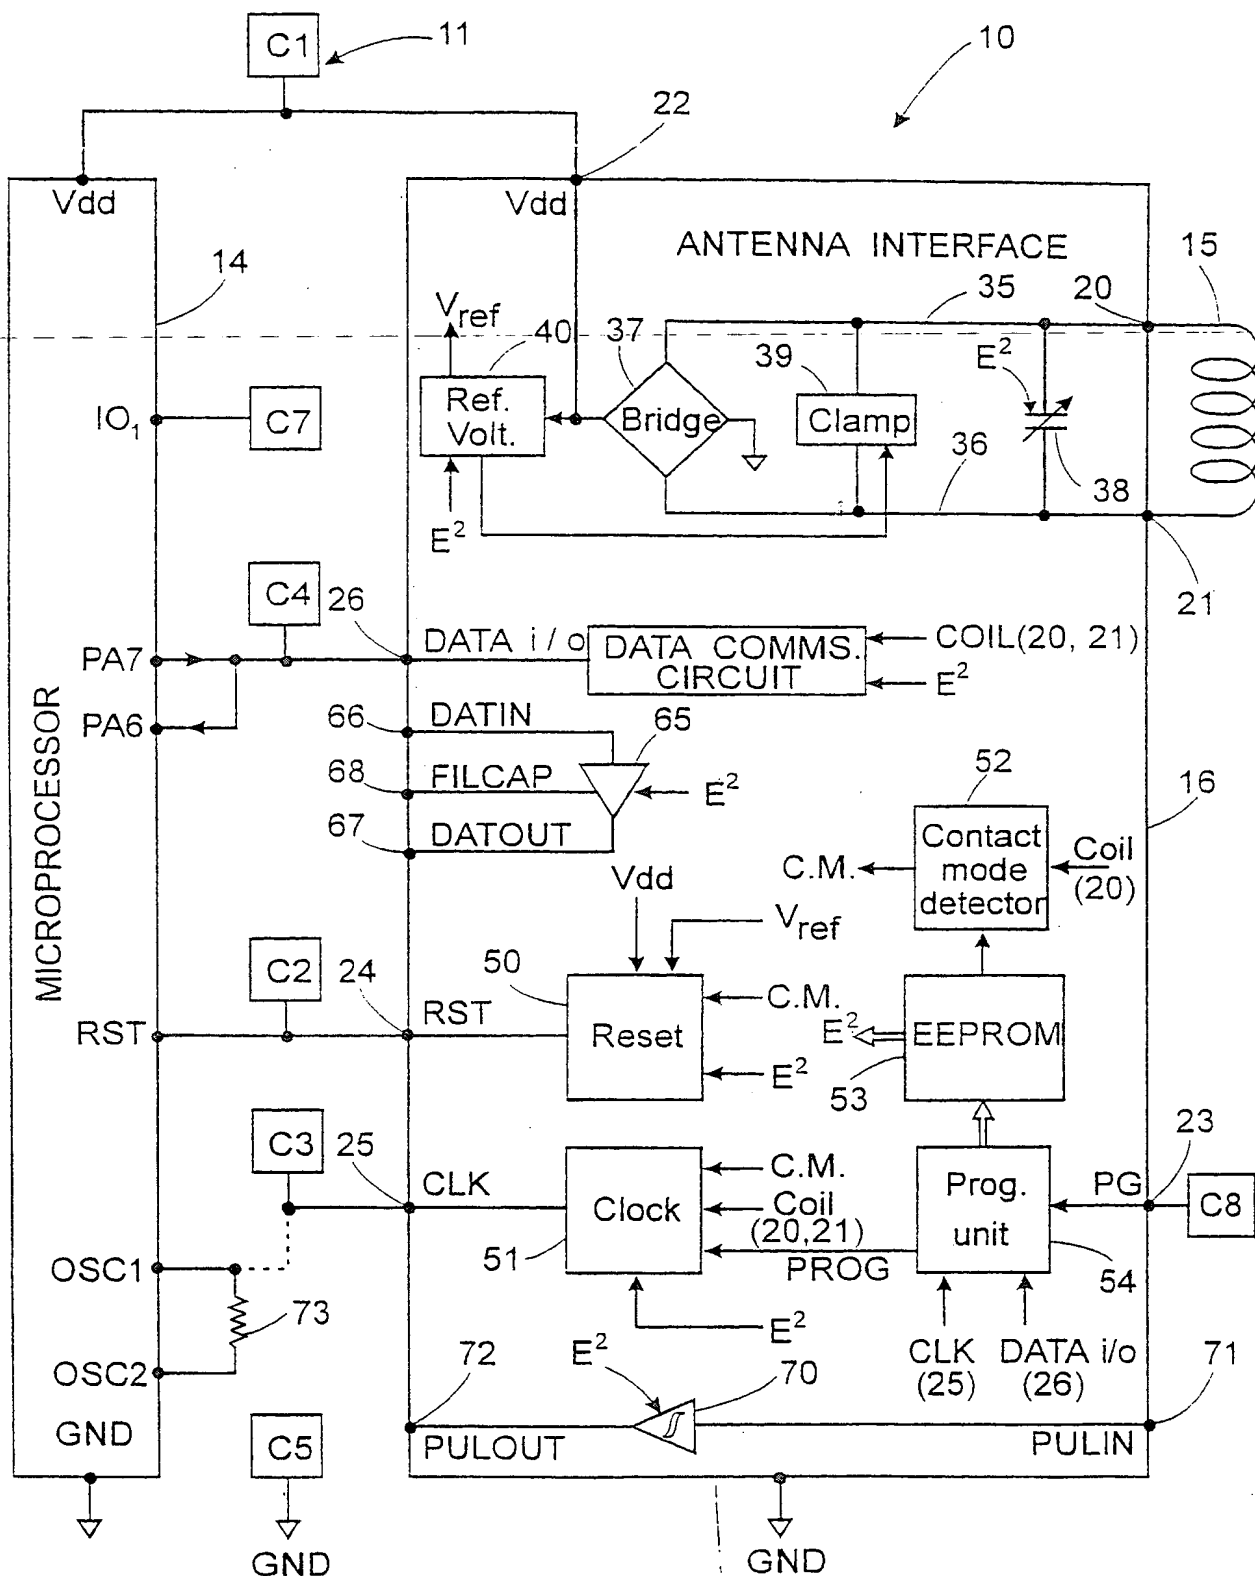 C1
11
10
22
Vdd
Vdd
ANTENNA INTERFACE
14
15
35
20
Vref
40
37
39
E²
Ref.
Volt.
Bridge
Clamp
IO₁
C7
36
38
E²
21
C4
26
DATA i / o
DATA COMMS.
CIRCUIT
COIL(20, 21)
E²
PA7
PA6
66
DATIN
65
68
FILCAP
E²
67
DATOUT
52
16
Contact
mode
detector
C.M.
Coil
(20)
Vdd
Vref
MICROPROCESSOR
C2
24
50
RST
RST
Reset
C.M.
E²
E²
EEPROM
53
C3
25
CLK
Clock
51
C.M.
Coil
(20,21)
PROG
Prog.
unit
PG
23
C8
54
OSC1
73
OSC2
E²
E²
CLK
(25)
DATA i/o
(26)
72
70
71
GND
C5
PULOUT
PULIN
GND
GND